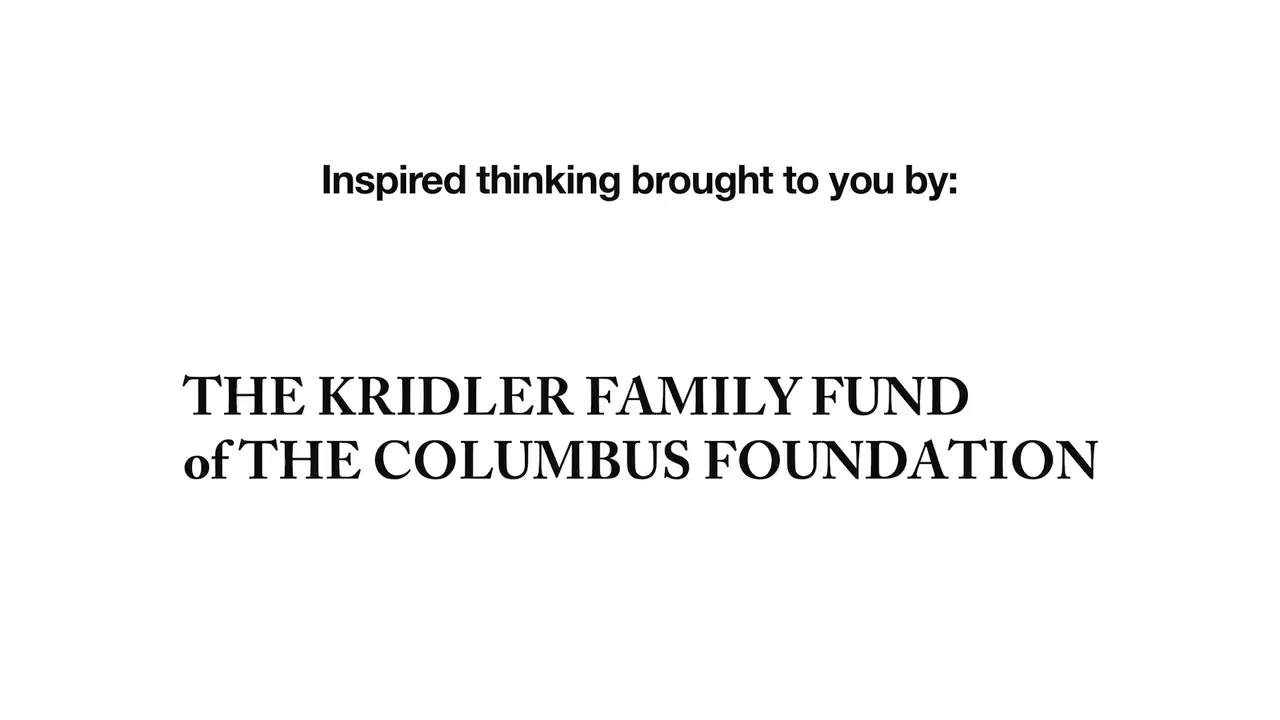 Inspired thinking brought to you by:
THE KRIDLER FAMILY FUND
of THE COLUMBUS FOUNDATION